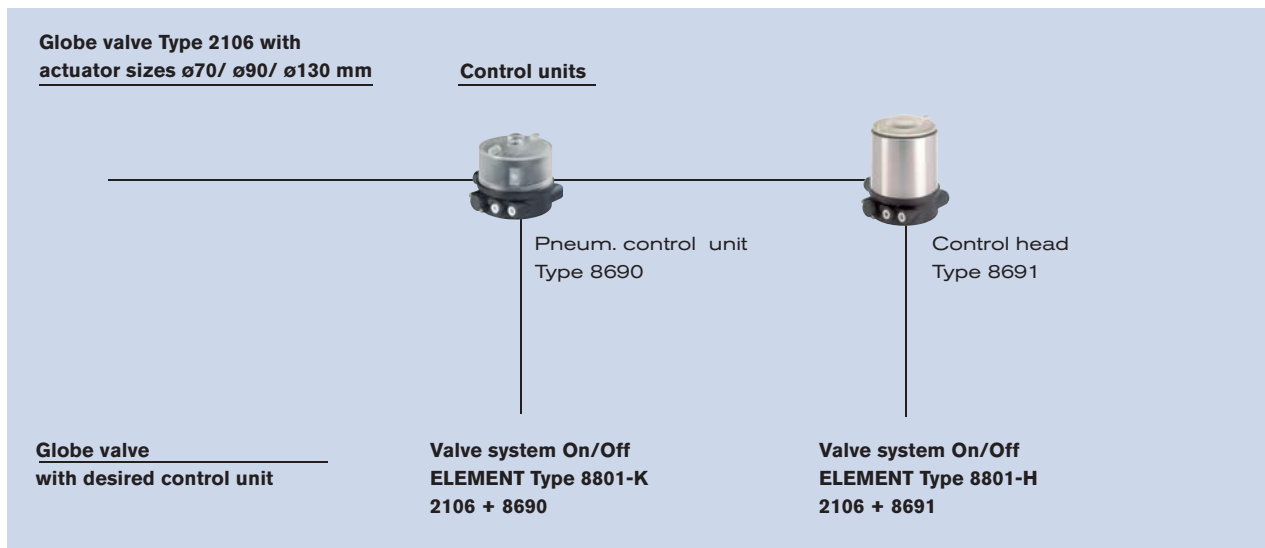 Globe valve Type 2106 with
actuator sizes ø70/ ø90/ ø130 mm
Control units
Pneum. control unit
Type 8690
Control head
Type 8691
Globe valve
with desired control unit
Valve system On/Off
ELEMENT Type 8801-K
2106 + 8690
Valve system On/Off
ELEMENT Type 8801-H
2106 + 8691